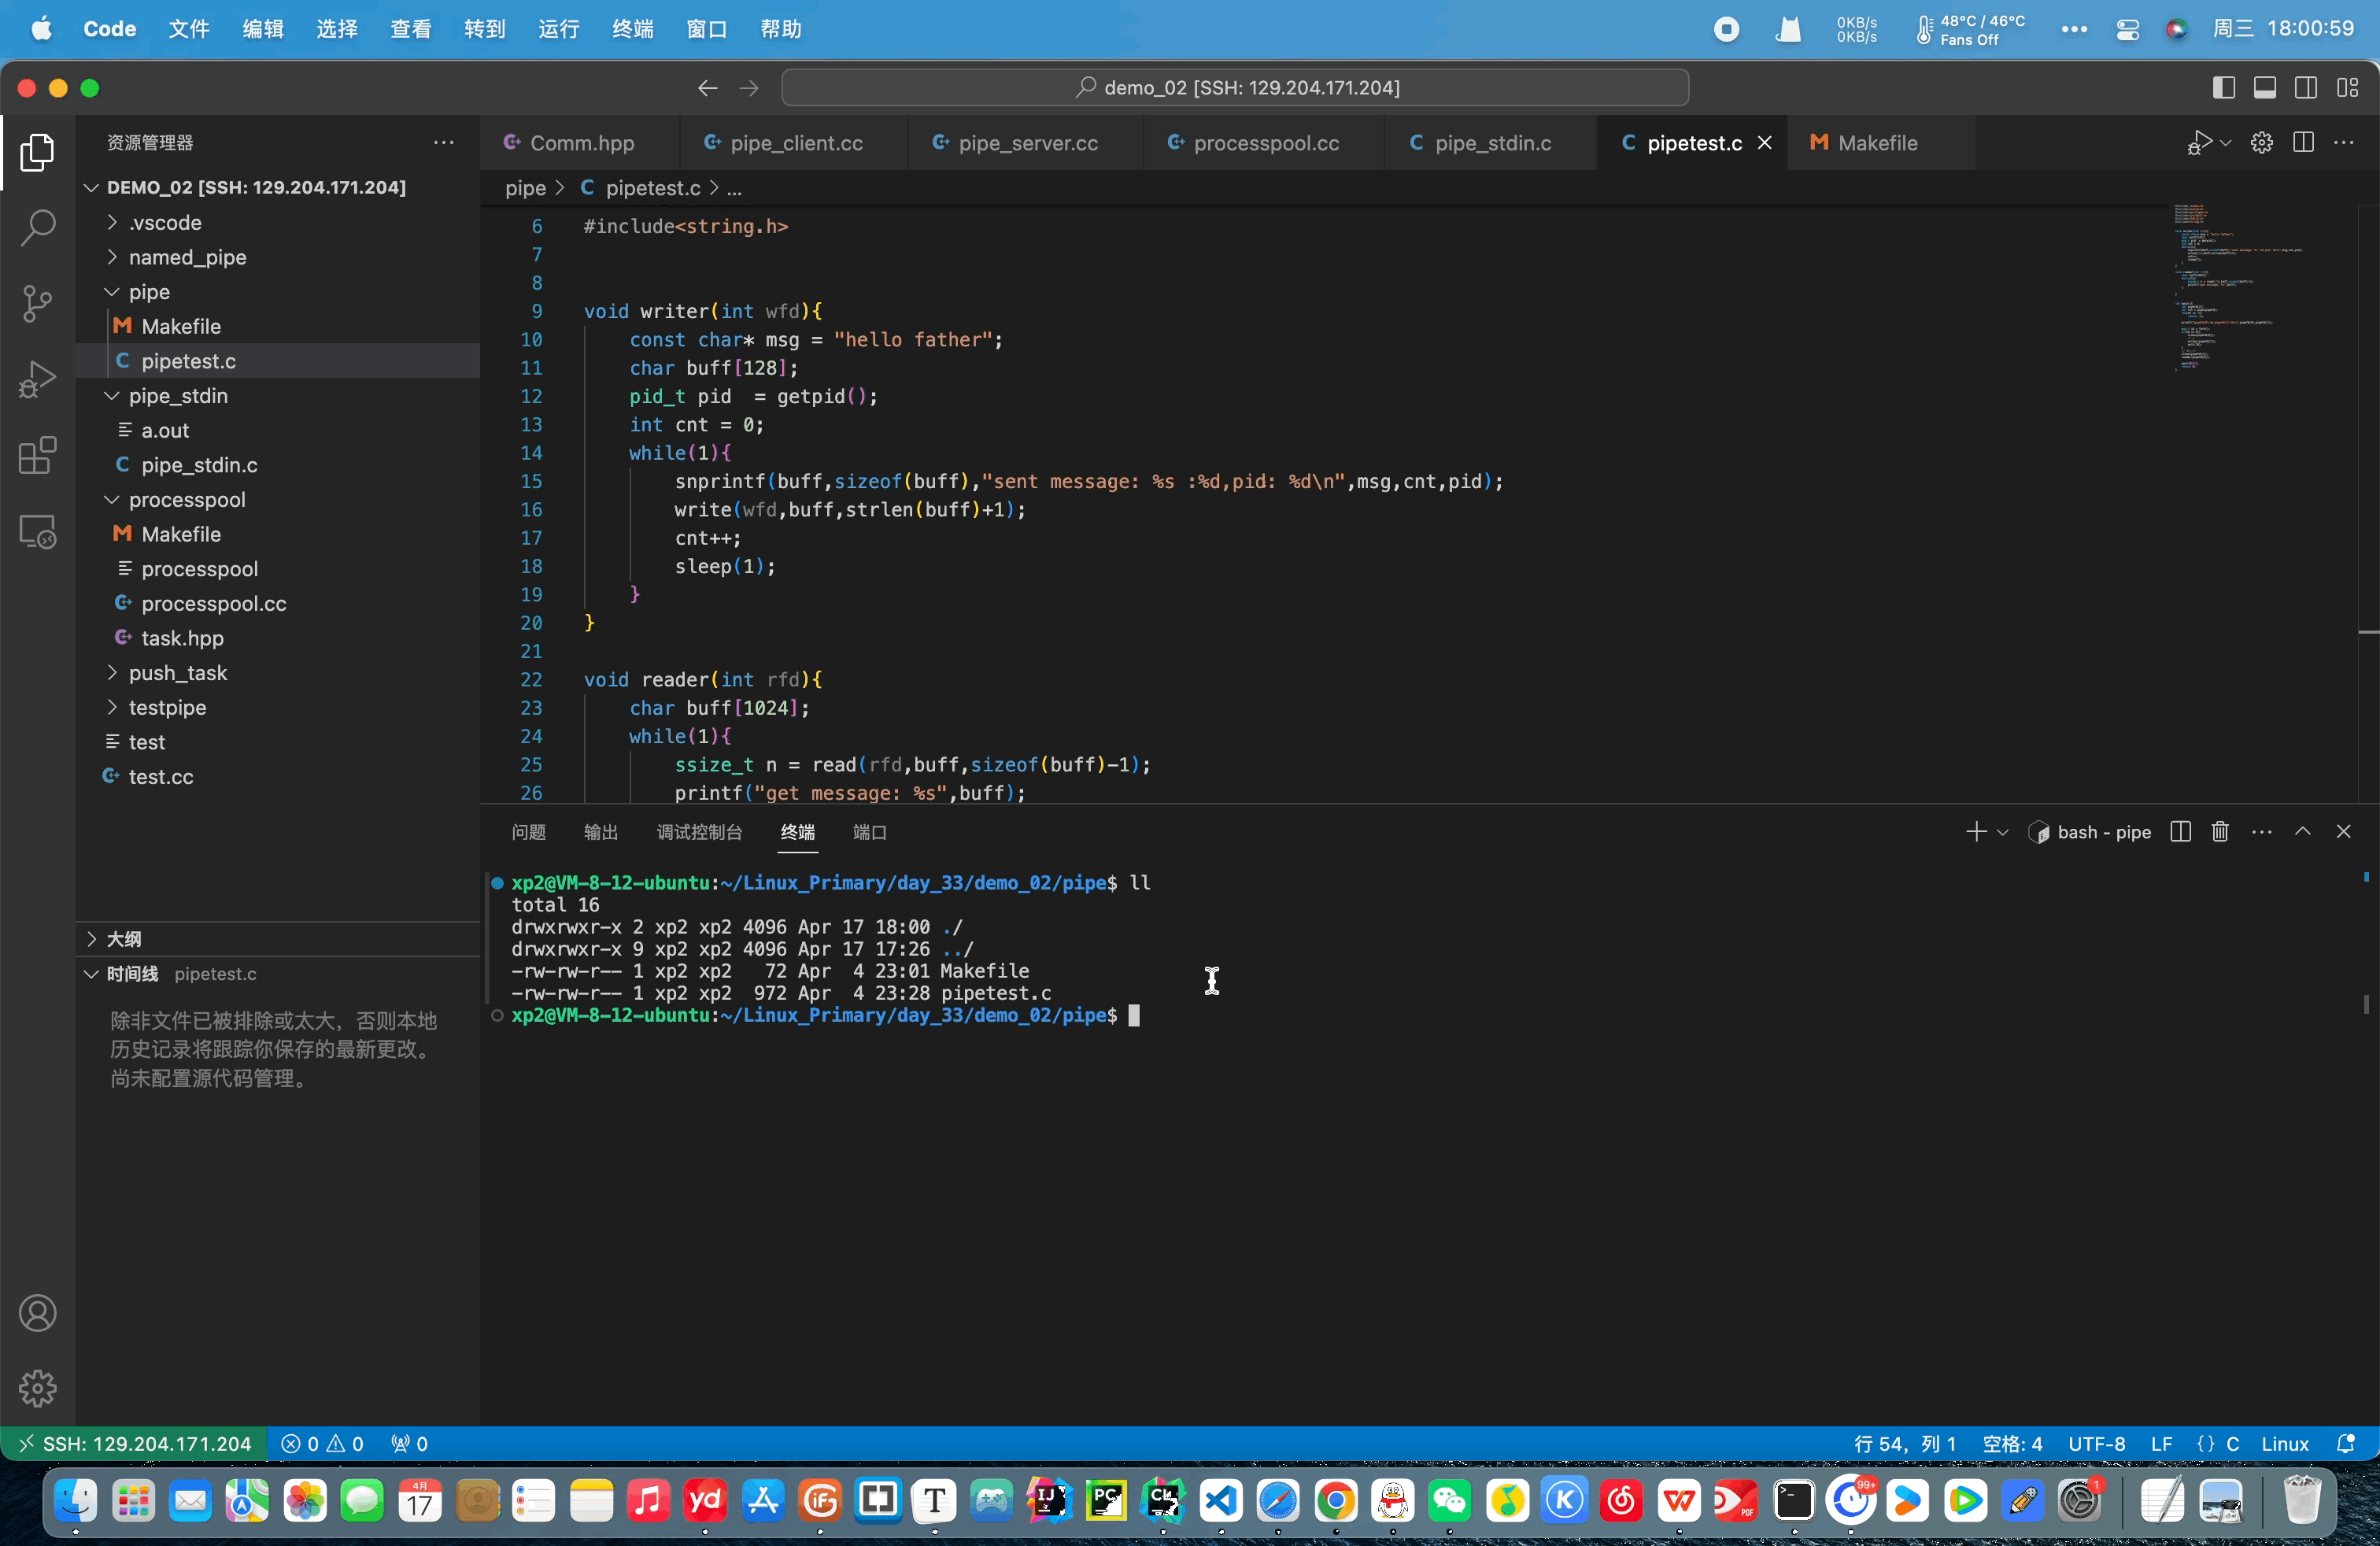 Code 文件 编辑 选择 查看 转到 运行 终端 窗口 帮助
0KB/s
0KB/s
48°C / 46°C
Fans Off
周三 18:00:59
demo_02 [SSH: 129.204.171.204]
资源管理器
Comm.hpp pipe_client.cc pipe_server.cc processpool.cc pipe_stdin.c pipetest.c Makefile
pipe > C pipetest.c > ...
DEMO_02 [SSH: 129.204.171.204]
.vscode
named_pipe
pipe
Makefile
pipetest.c
pipe_stdin
a.out
pipe_stdin.c
processpool
Makefile
processpool
processpool.cc
task.hpp
push_task
testpipe
test
test.cc
大纲
时间线 pipetest.c
除非文件已被排除或太大，否则本地
历史记录将跟踪你保存的最新更改。
尚未配置源代码管理。
6 #include<string.h>
7
8
9 void writer(int wfd){
10 const char* msg = "hello father";
11 char buff[128];
12 pid_t pid  = getpid();
13 int cnt = 0;
14 while(1){
15 snprintf(buff,sizeof(buff),"sent message: %s :%d,pid: %d\n",msg,cnt,pid);
16 write(wfd,buff,strlen(buff)+1);
17 cnt++;
18 sleep(1);
19 }
20 }
21
22 void reader(int rfd){
23 char buff[1024];
24 while(1){
25 ssize_t n = read(rfd,buff,sizeof(buff)-1);
26 printf("get message: %s",buff);
问题 输出 调试控制台 终端 端口
bash - pipe
xp2@VM-8-12-ubuntu:~/Linux_Primary/day_33/demo_02/pipe$ ll
total 16
drwxrwxr-x 2 xp2 xp2 4096 Apr 17 18:00 ./
drwxrwxr-x 9 xp2 xp2 4096 Apr 17 17:26 ../
-rw-rw-r-- 1 xp2 xp2   72 Apr  4 23:01 Makefile
-rw-rw-r-- 1 xp2 xp2  972 Apr  4 23:28 pipetest.c
xp2@VM-8-12-ubuntu:~/Linux_Primary/day_33/demo_02/pipe$
SSH: 129.204.171.204 0 0 0
行 54，列 1 空格: 4 UTF-8 LF {} C Linux
4月
17
yd
GIF
T
IJ
PC
CL
K
PDF
99+
1